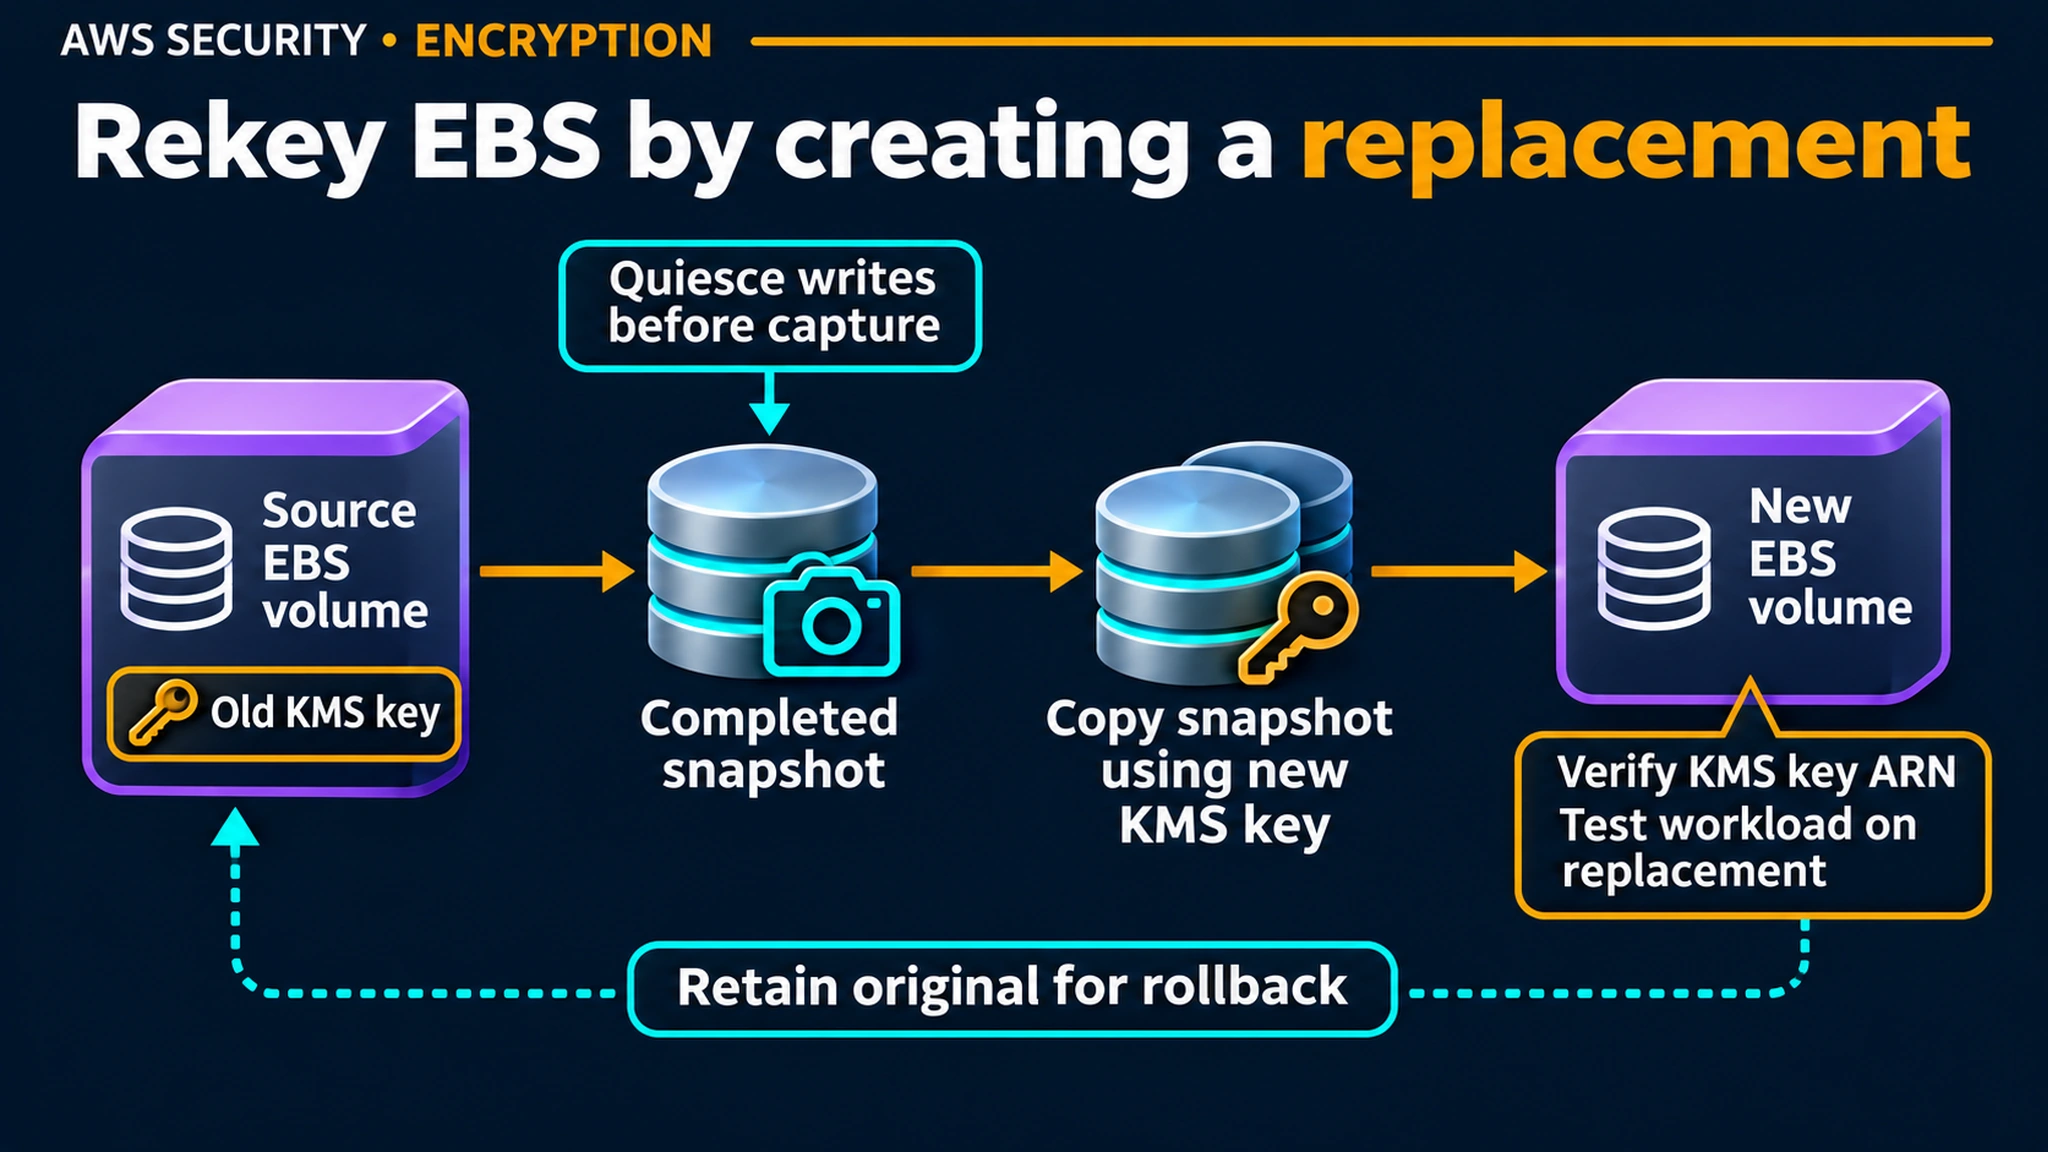 AWS SECURITY • ENCRYPTION
Rekey EBS by creating a replacement
Quiesce writes
before capture
Source
EBS
volume
Old KMS key
Completed
snapshot
Copy snapshot
using new
KMS key
New
EBS
volume
Verify KMS key ARN
Test workload on
replacement
Retain original for rollback